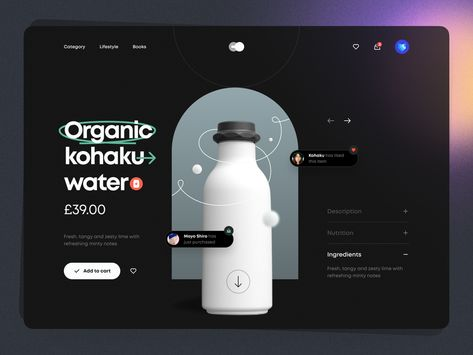 Category Lifestyle Books
Organic
kohaku
water
£39.00
Fresh, tangy and zesty lime with
refreshing minty notes
Add to cart
Kohaku has liked
this item
Mayo Shiro has
just purchased
Description
Nutrition
Ingredients
Fresh, tangy and zesty lime with
refreshing minty notes